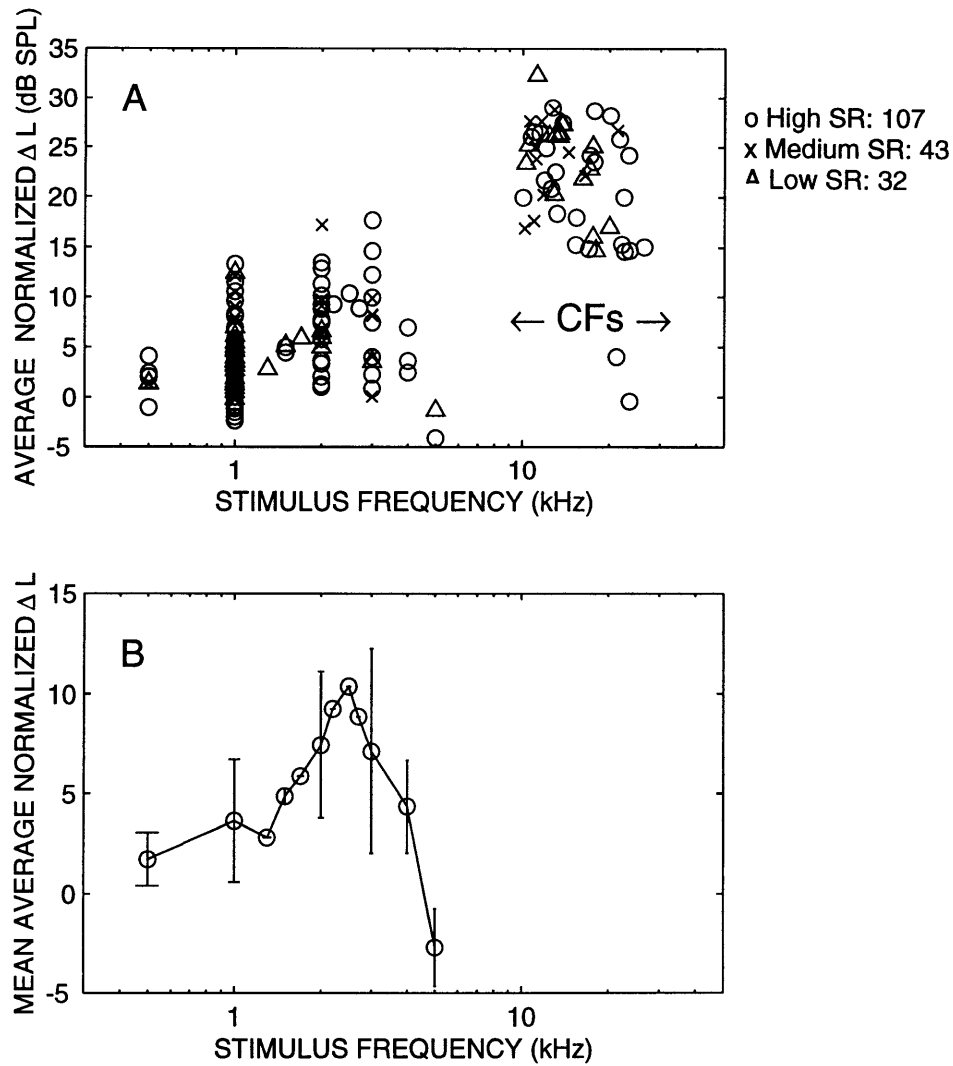 AVERAGE NORMALIZED Δ L (dB SPL)
35
30
25
20
15
10
5
0
-5
A
← CFs →
1
10
STIMULUS FREQUENCY (kHz)
o High SR: 107
x Medium SR: 43
Δ Low SR: 32
MEAN AVERAGE NORMALIZED Δ L
15
10
5
0
-5
B
1
10
STIMULUS FREQUENCY (kHz)